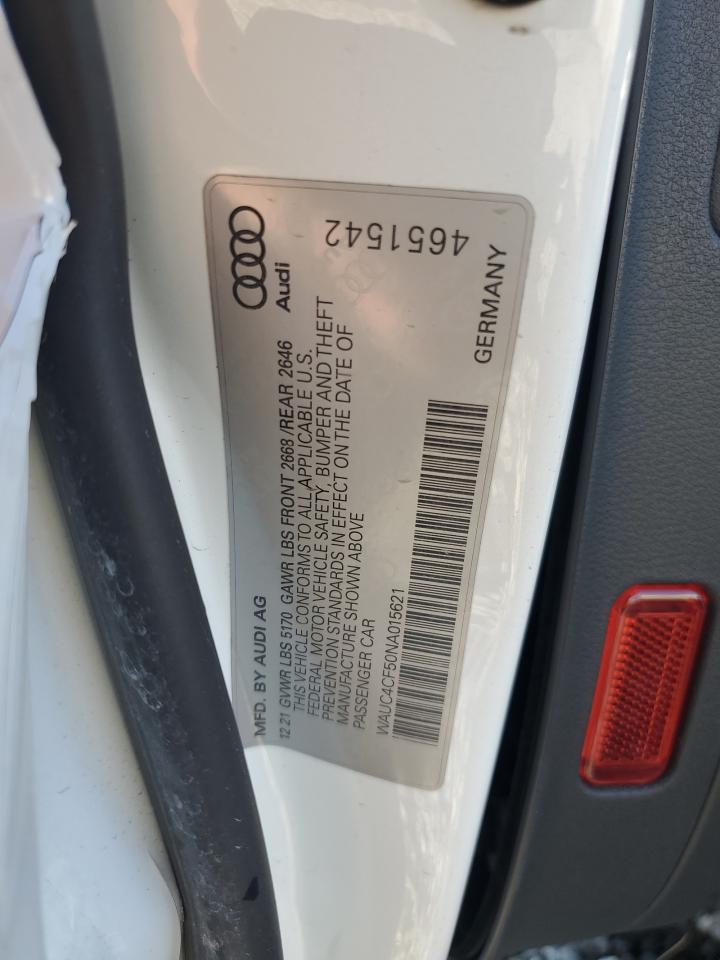 MFD. BY AUDI AG
Audi
12 21 GVWR LBS 5170 GAWR LBS FRONT 2668 /REAR 2646
THIS VEHICLE CONFORMS TO ALL APPLICABLE U.S.
FEDERAL MOTOR VEHICLE SAFETY, BUMPER AND THEFT
PREVENTION STANDARDS IN EFFECT ON THE DATE OF
MANUFACTURE SHOWN ABOVE
PASSENGER CAR
WAUC4CF50NA015621
GERMANY
4651542